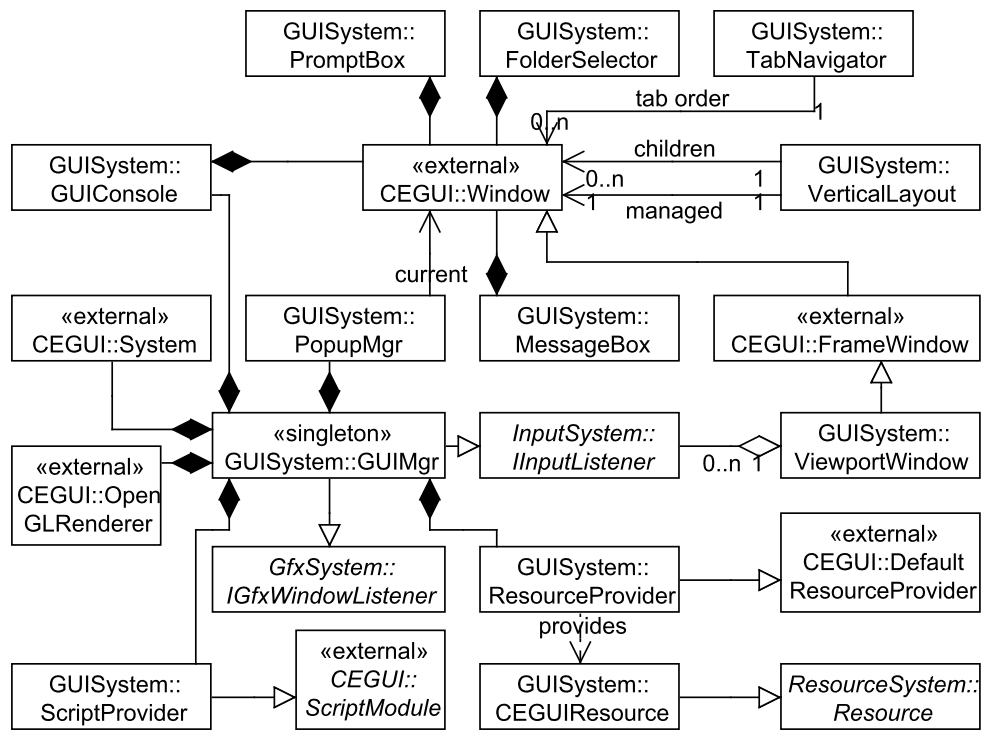 GUISystem::
PromptBox
GUISystem::
FolderSelector
GUISystem::
TabNavigator
tab order
1
0..n
GUISystem::
GUIConsole
«external»
CEGUI::Window
children
0..n
1
1
managed
1
GUISystem::
VerticalLayout
current
«external»
CEGUI::System
GUISystem::
PopupMgr
GUISystem::
MessageBox
«external»
CEGUI::FrameWindow
«singleton»
GUISystem::GUIMgr
InputSystem::
IInputListener
0..n
1
GUISystem::
ViewportWindow
«external»
CEGUI::Open
GLRenderer
GfxSystem::
IGfxWindowListener
GUISystem::
ResourceProvider
«external»
CEGUI::Default
ResourceProvider
provides
GUISystem::
ScriptProvider
«external»
CEGUI::
ScriptModule
GUISystem::
CEGUIResource
ResourceSystem::
Resource